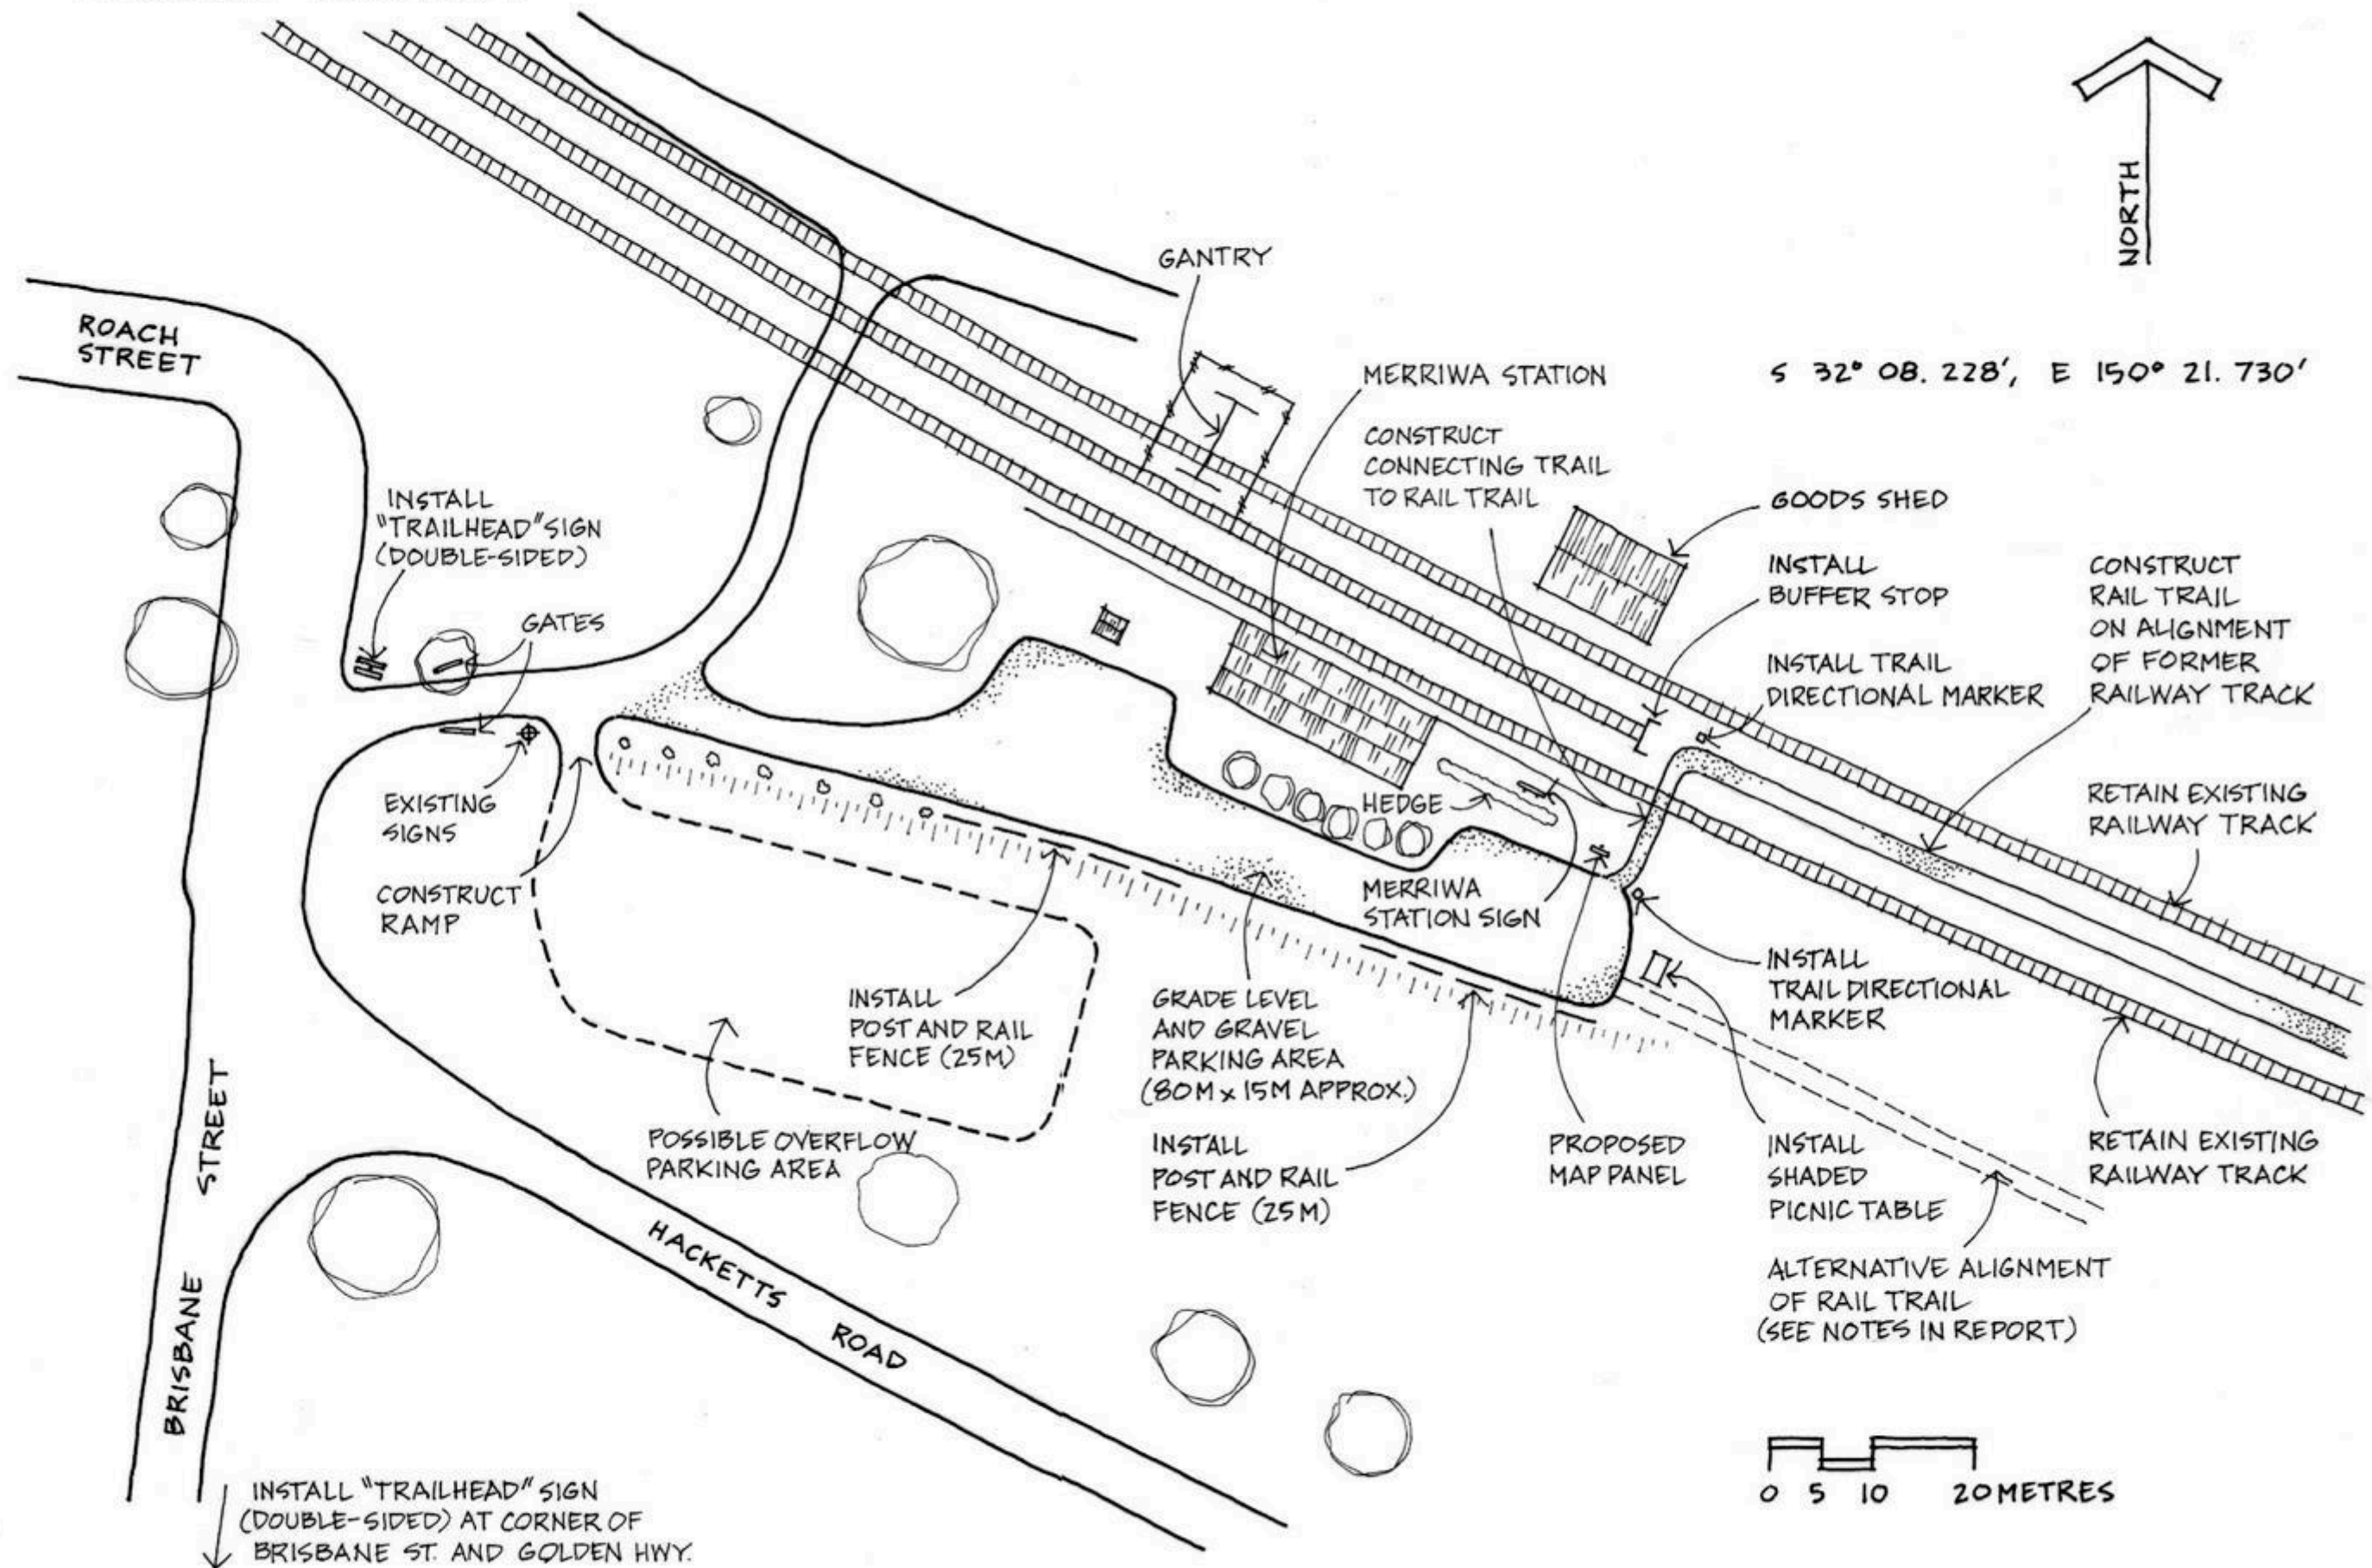 GANTRY
NORTH
ROACH
STREET
MERRIWA STATION
S 32° 08. 228', E 150° 21. 730'
CONSTRUCT
CONNECTING TRAIL
TO RAIL TRAIL
INSTALL
"TRAILHEAD" SIGN
(DOUBLE-SIDED)
GATES
GOODS SHED
INSTALL
BUFFER STOP
INSTALL TRAIL
DIRECTIONAL MARKER
CONSTRUCT
RAIL TRAIL
ON ALIGNMENT
OF FORMER
RAILWAY TRACK
RETAIN EXISTING
RAILWAY TRACK
EXISTING
SIGNS
HEDGE
CONSTRUCT
RAMP
MERRIWA
STATION SIGN
INSTALL
POST AND RAIL
FENCE (25M)
GRADE LEVEL
AND GRAVEL
PARKING AREA
(80M x 15M APPROX.)
INSTALL
TRAIL DIRECTIONAL
MARKER
POSSIBLE OVERFLOW
PARKING AREA
INSTALL
POST AND RAIL
FENCE (25M)
PROPOSED
MAP PANEL
INSTALL
SHADED
PICNIC TABLE
RETAIN EXISTING
RAILWAY TRACK
ALTERNATIVE ALIGNMENT
OF RAIL TRAIL
(SEE NOTES IN REPORT)
BRISBANE STREET
HACKETTS ROAD
INSTALL "TRAILHEAD" SIGN
(DOUBLE-SIDED) AT CORNER OF
BRISBANE ST. AND GOLDEN HWY.
0 5 10 20 METRES